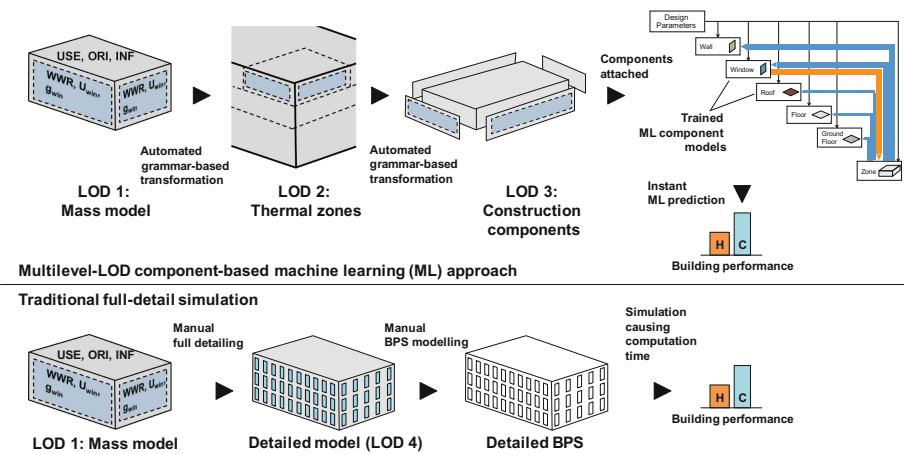 USE, ORI, INF
WWR, Uwin,
gwin
WWR, Uwin,
gwin
Automated
grammar-based
transformation
LOD 1:
Mass model
LOD 2:
Thermal zones
Automated
grammar-based
transformation
LOD 3:
Construction
components
Components
attached
Design
Parameters
Wall
Window
Roof
Floor
Ground
Floor
Zone
Trained
ML component
models
Instant
ML prediction
H
C
Building performance
Multilevel-LOD component-based machine learning (ML) approach
Traditional full-detail simulation
USE, ORI, INF
WWR, Uwin,
gwin
WWR, Uwin,
gwin
Manual
full detailing
Manual
BPS modelling
Simulation
causing
computation
time
H
C
Building performance
LOD 1: Mass model
Detailed model (LOD 4)
Detailed BPS